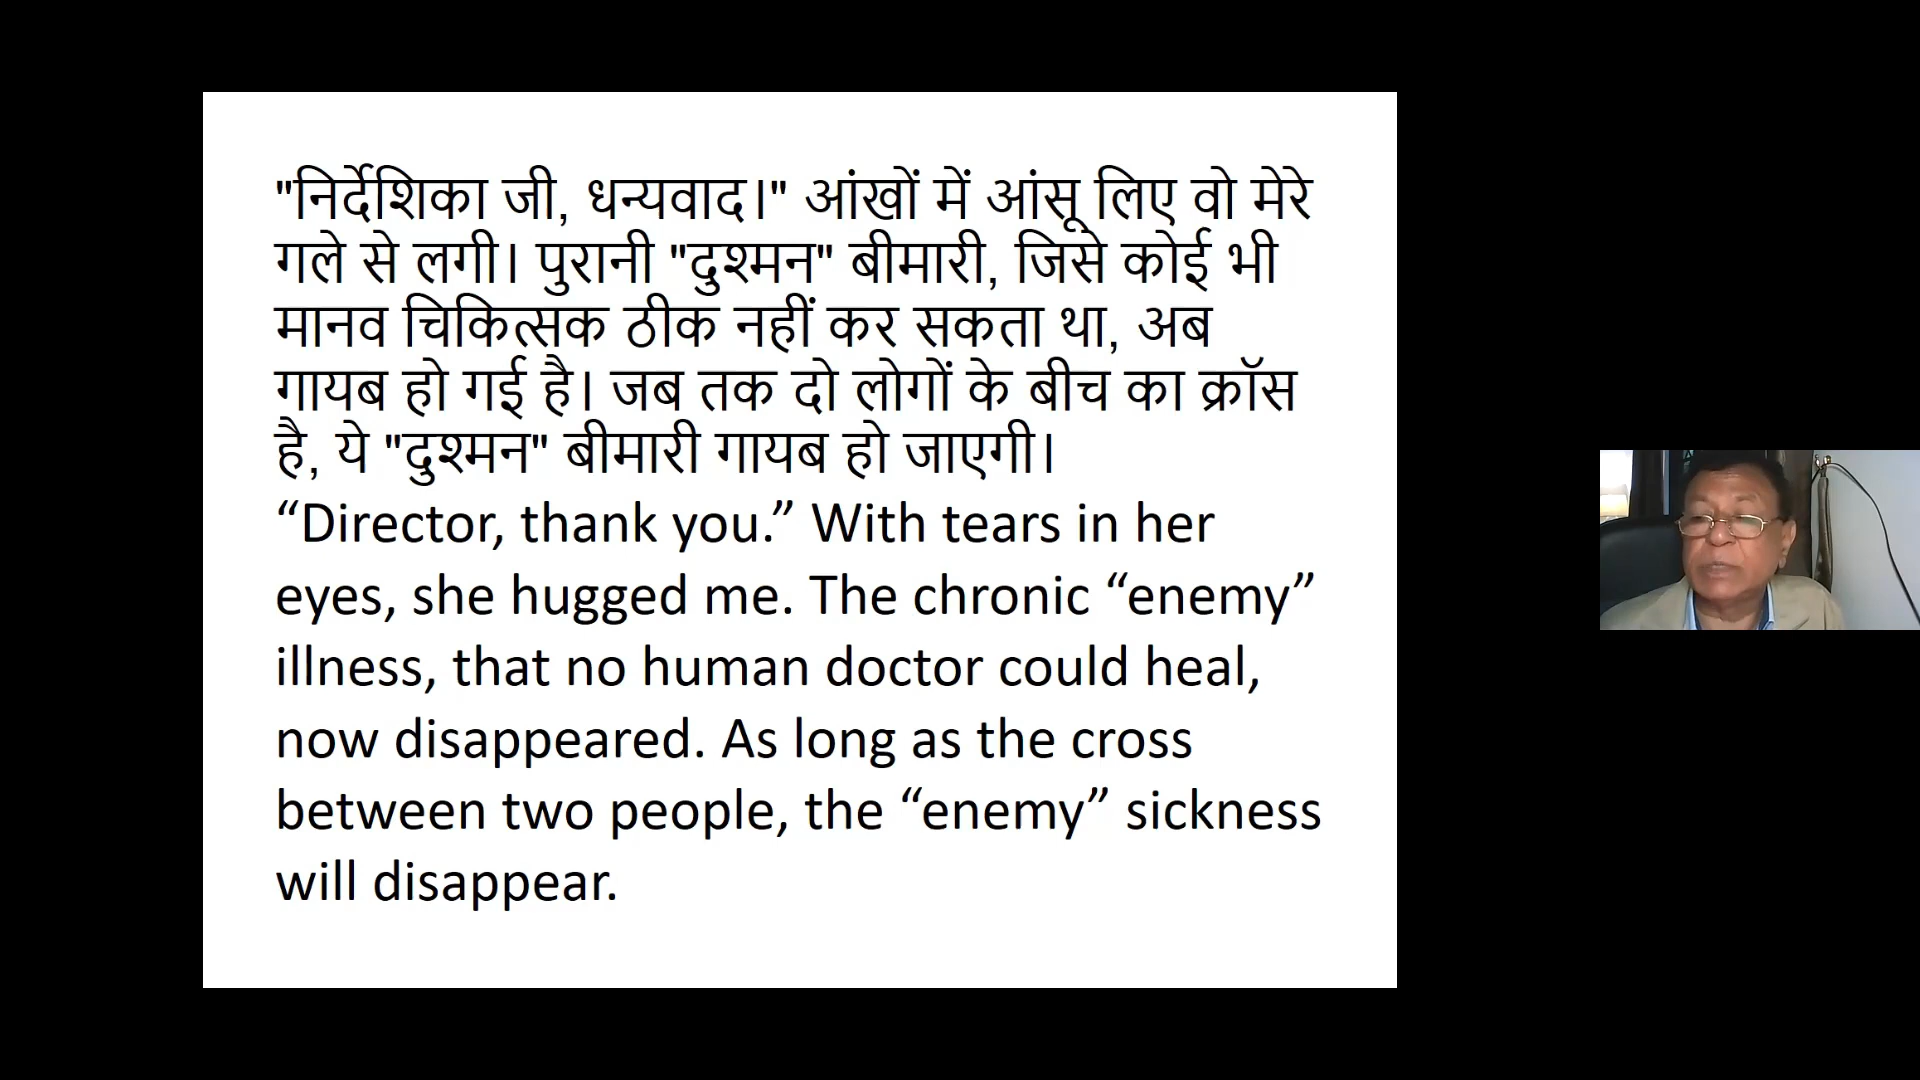 "निर्देशिका जी, धन्यवाद।" आंखों में आंसू लिए वो मेरे
गले से लगी। पुरानी "दुश्मन" बीमारी, जिसे कोई भी
मानव चिकित्सक ठीक नहीं कर सकता था, अब
गायब हो गई है। जब तक दो लोगों के बीच का क्रॉस
है, ये "दुश्मन" बीमारी गायब हो जाएगी।
“Director, thank you.” With tears in her
eyes, she hugged me. The chronic “enemy”
illness, that no human doctor could heal,
now disappeared. As long as the cross
between two people, the “enemy” sickness
will disappear.